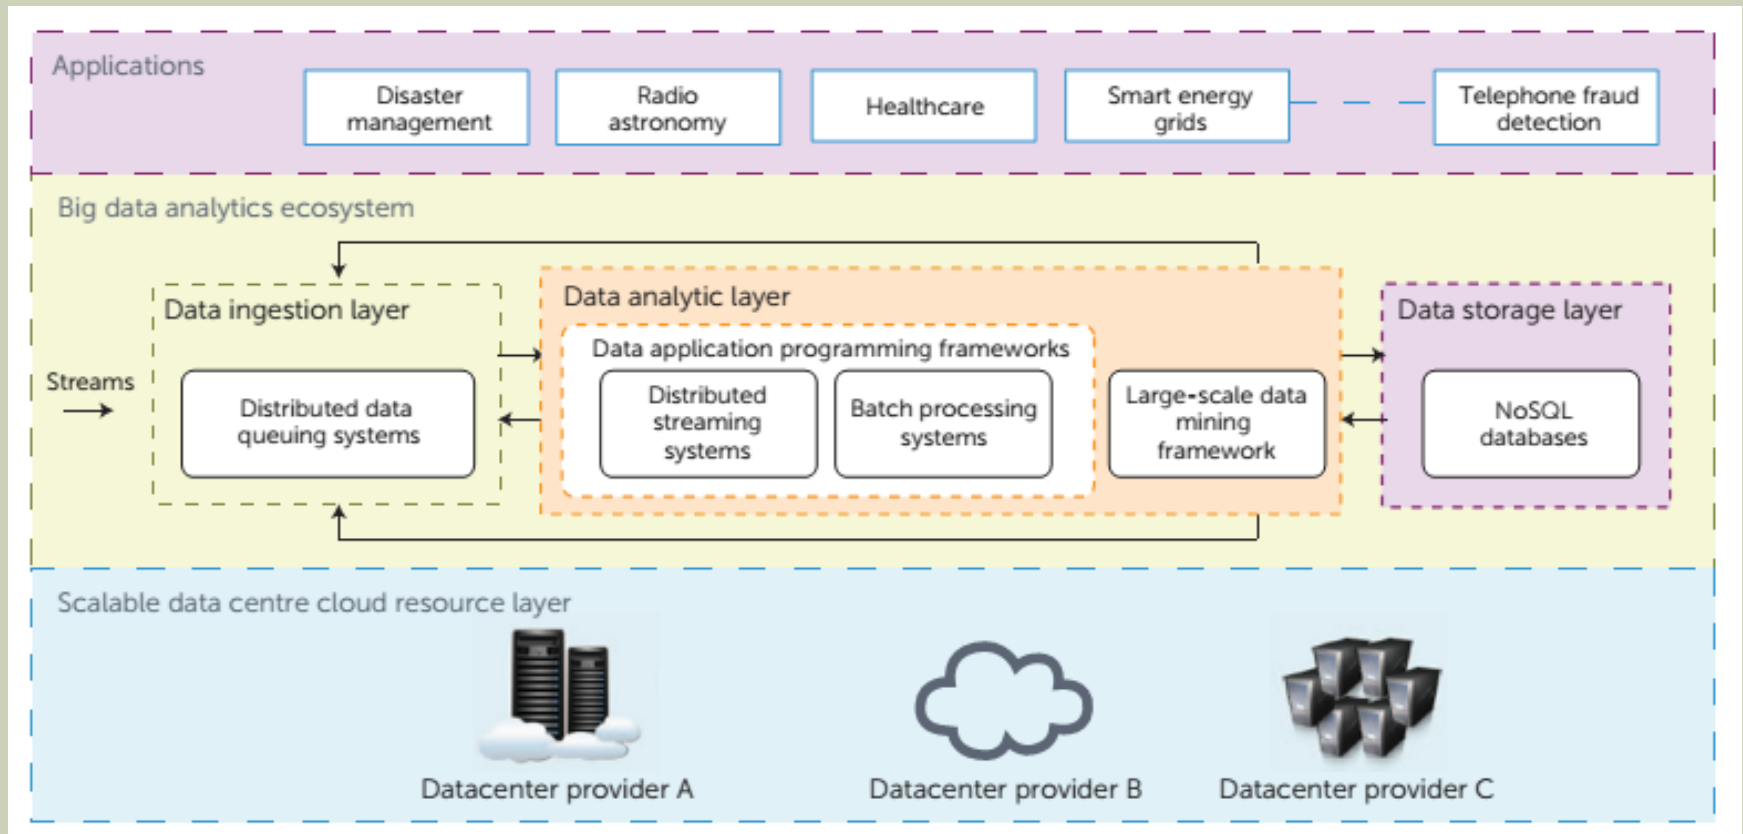 Applications
Disaster
management
Radio
astronomy
Healthcare
Smart energy
grids
Telephone fraud
detection
Big data analytics ecosystem
Streams
Data ingestion layer
Distributed data
queuing systems
Data analytic layer
Data application programming frameworks
Distributed
streaming
systems
Batch processing
systems
Large-scale data
mining
framework
Data storage layer
NoSQL
databases
Scalable data centre cloud resource layer
Datacenter provider A
Datacenter provider B
Datacenter provider C